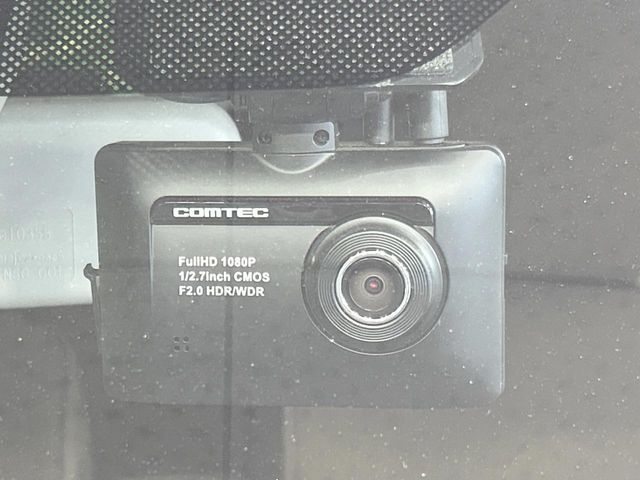 COMTEC
FullHD 1080P
1/2.7inch CMOS
F2.0 HDR/WDR